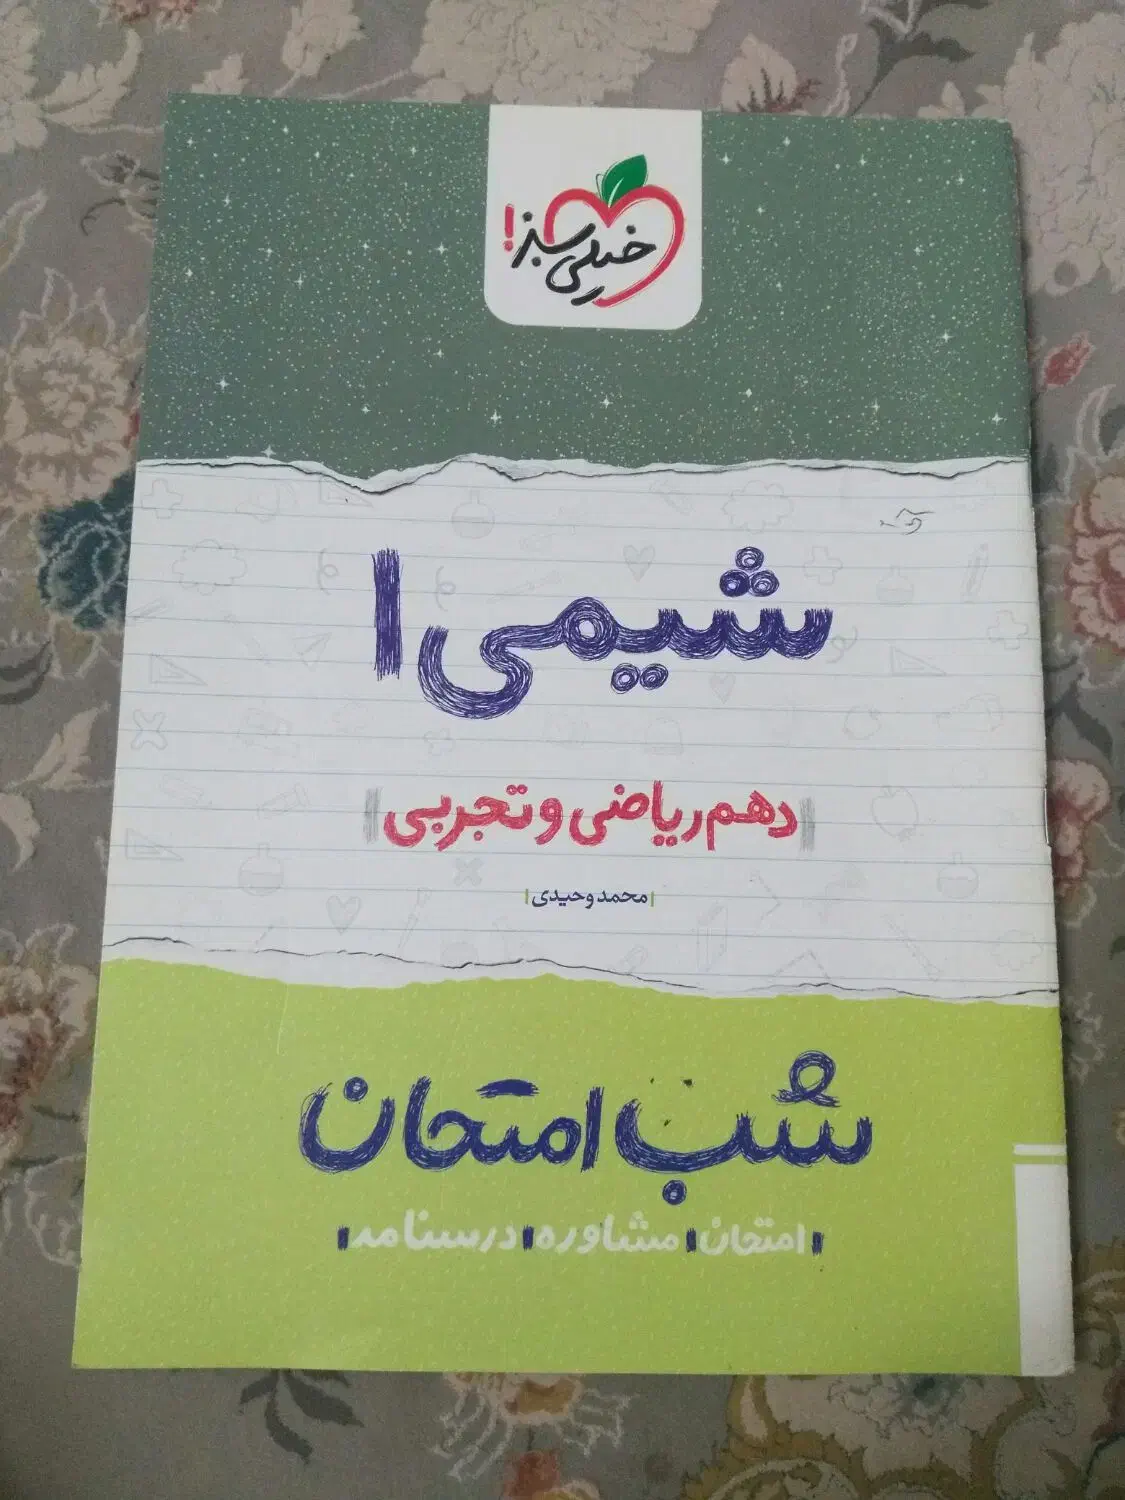 خیلی سبز!
شیمی ۱
دهم ریاضی و تجربی
محمد وحیدی
شب امتحان
امتحان | مشاوره | درسنامه